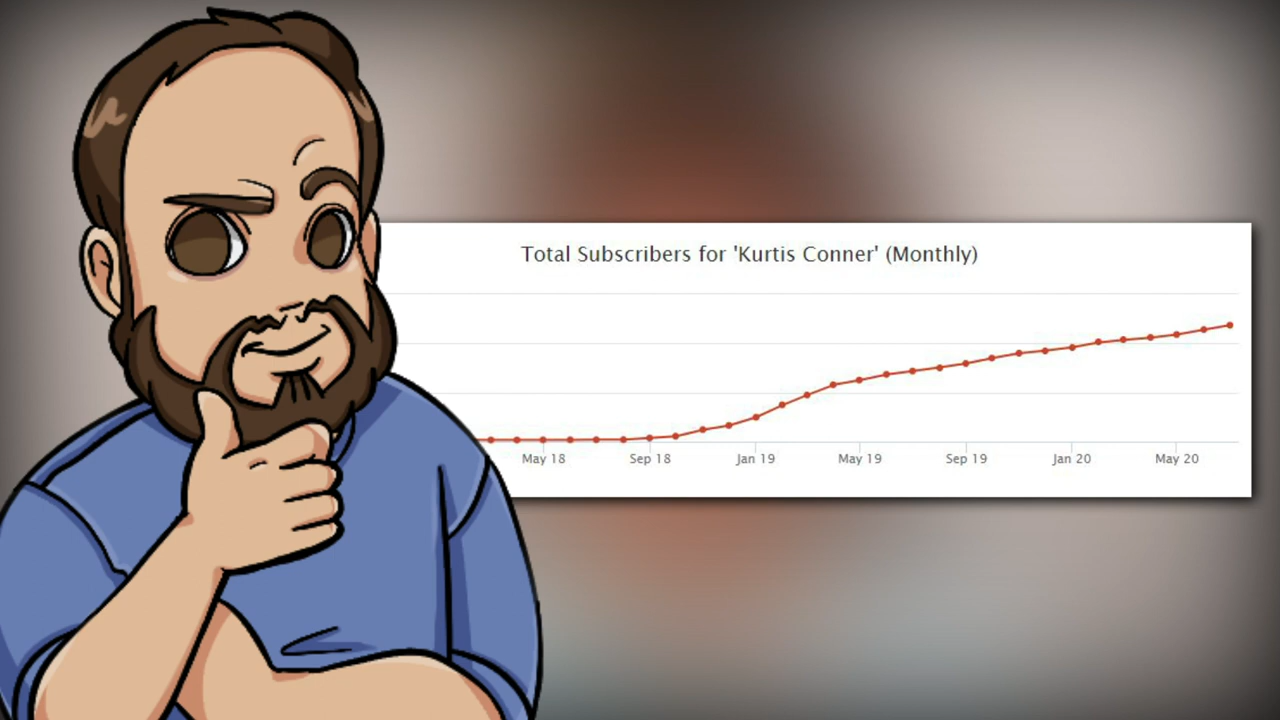 Total Subscribers for 'Kurtis Conner' (Monthly)
May 18 Sep 18 Jan 19 May 19 Sep 19 Jan 20 May 20